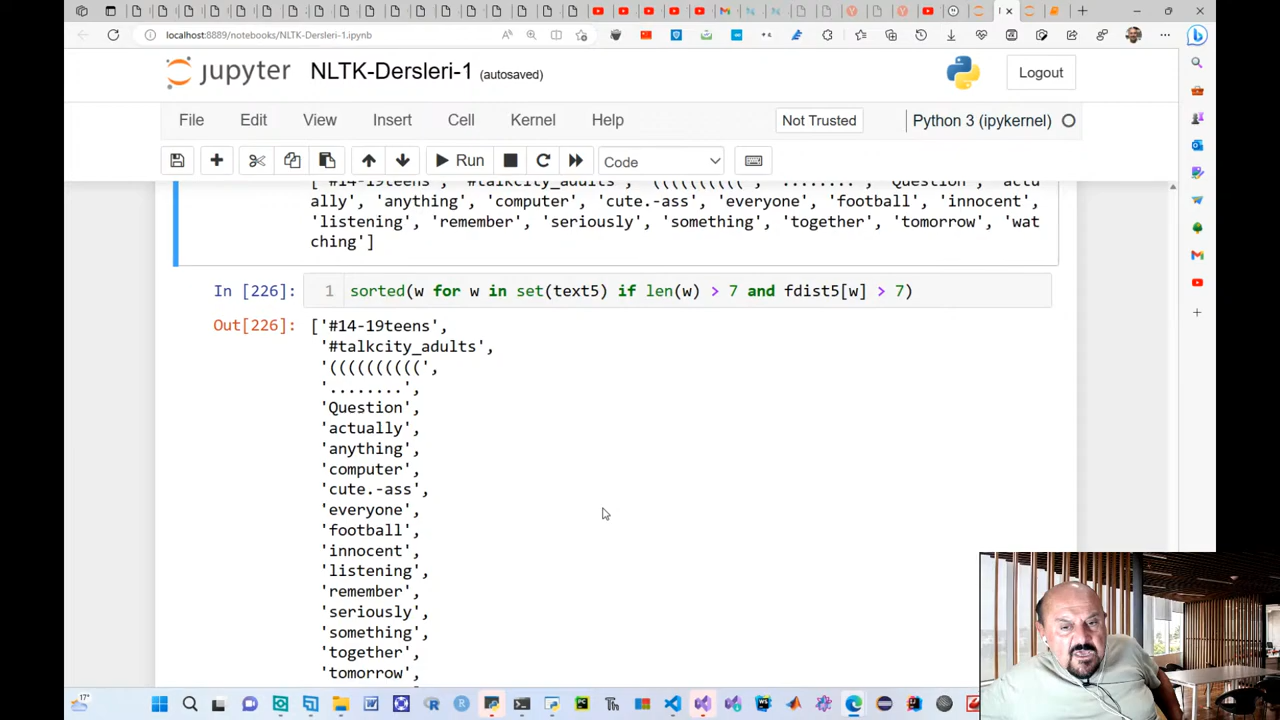 localhost:8889/notebooks/NLTK-Dersleri-1.ipynb
jupyter NLTK-Dersleri-1 (autosaved)
Logout
File Edit View Insert Cell Kernel Help
Not Trusted
Python 3 (ipykernel)
Run
Code
['#14-19teens', '#talkcity_adults', '((((((((((', '........', 'Question', 'actu
ally', 'anything', 'computer', 'cute.-ass', 'everyone', 'football', 'innocent',
'listening', 'remember', 'seriously', 'something', 'together', 'tomorrow', 'wat
ching']
In [226]: 1 sorted(w for w in set(text5) if len(w) > 7 and fdist5[w] > 7)
Out[226]: ['#14-19teens',
'#talkcity_adults',
'((((((((((',
'........',
'Question',
'actually',
'anything',
'computer',
'cute.-ass',
'everyone',
'football',
'innocent',
'listening',
'remember',
'seriously',
'something',
'together',
'tomorrow',
17°